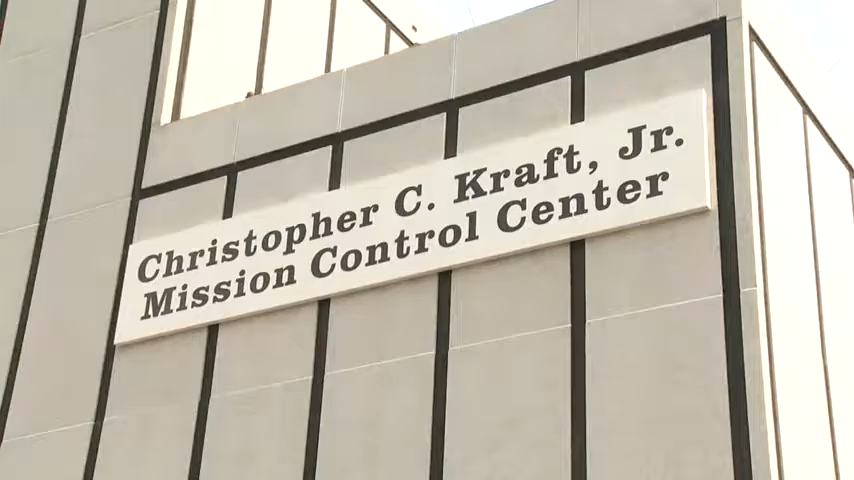 Christopher C. Kraft, Jr.
Mission Control Center